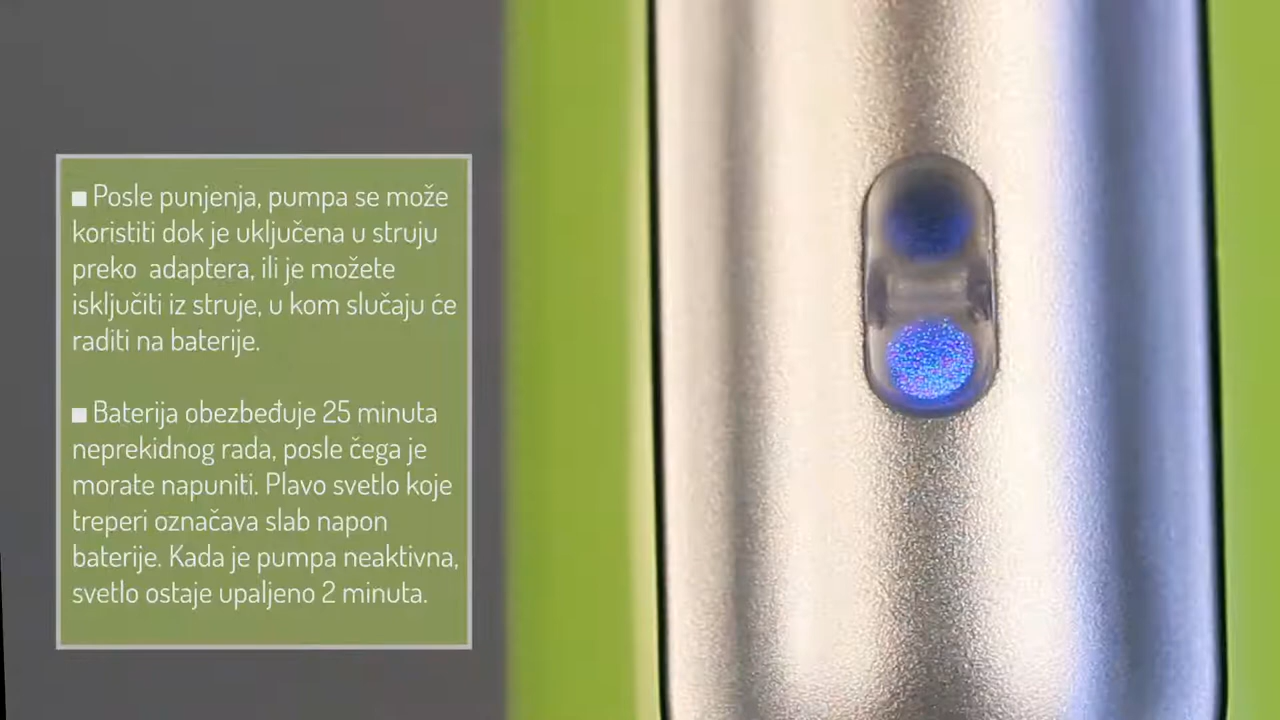 ■ Posle punjenja, pumpa se može
koristiti dok je uključena u struju
preko adaptera, ili je možete
isključiti iz struje, u kom slučaju će
raditi na baterije.
■ Baterija obezbeđuje 25 minuta
neprekidnog rada, posle čega je
morate napuniti. Plavo svetlo koje
treperi označava slab napon
baterije. Kada je pumpa neaktivna,
svetlo ostaje upaljeno 2 minuta.